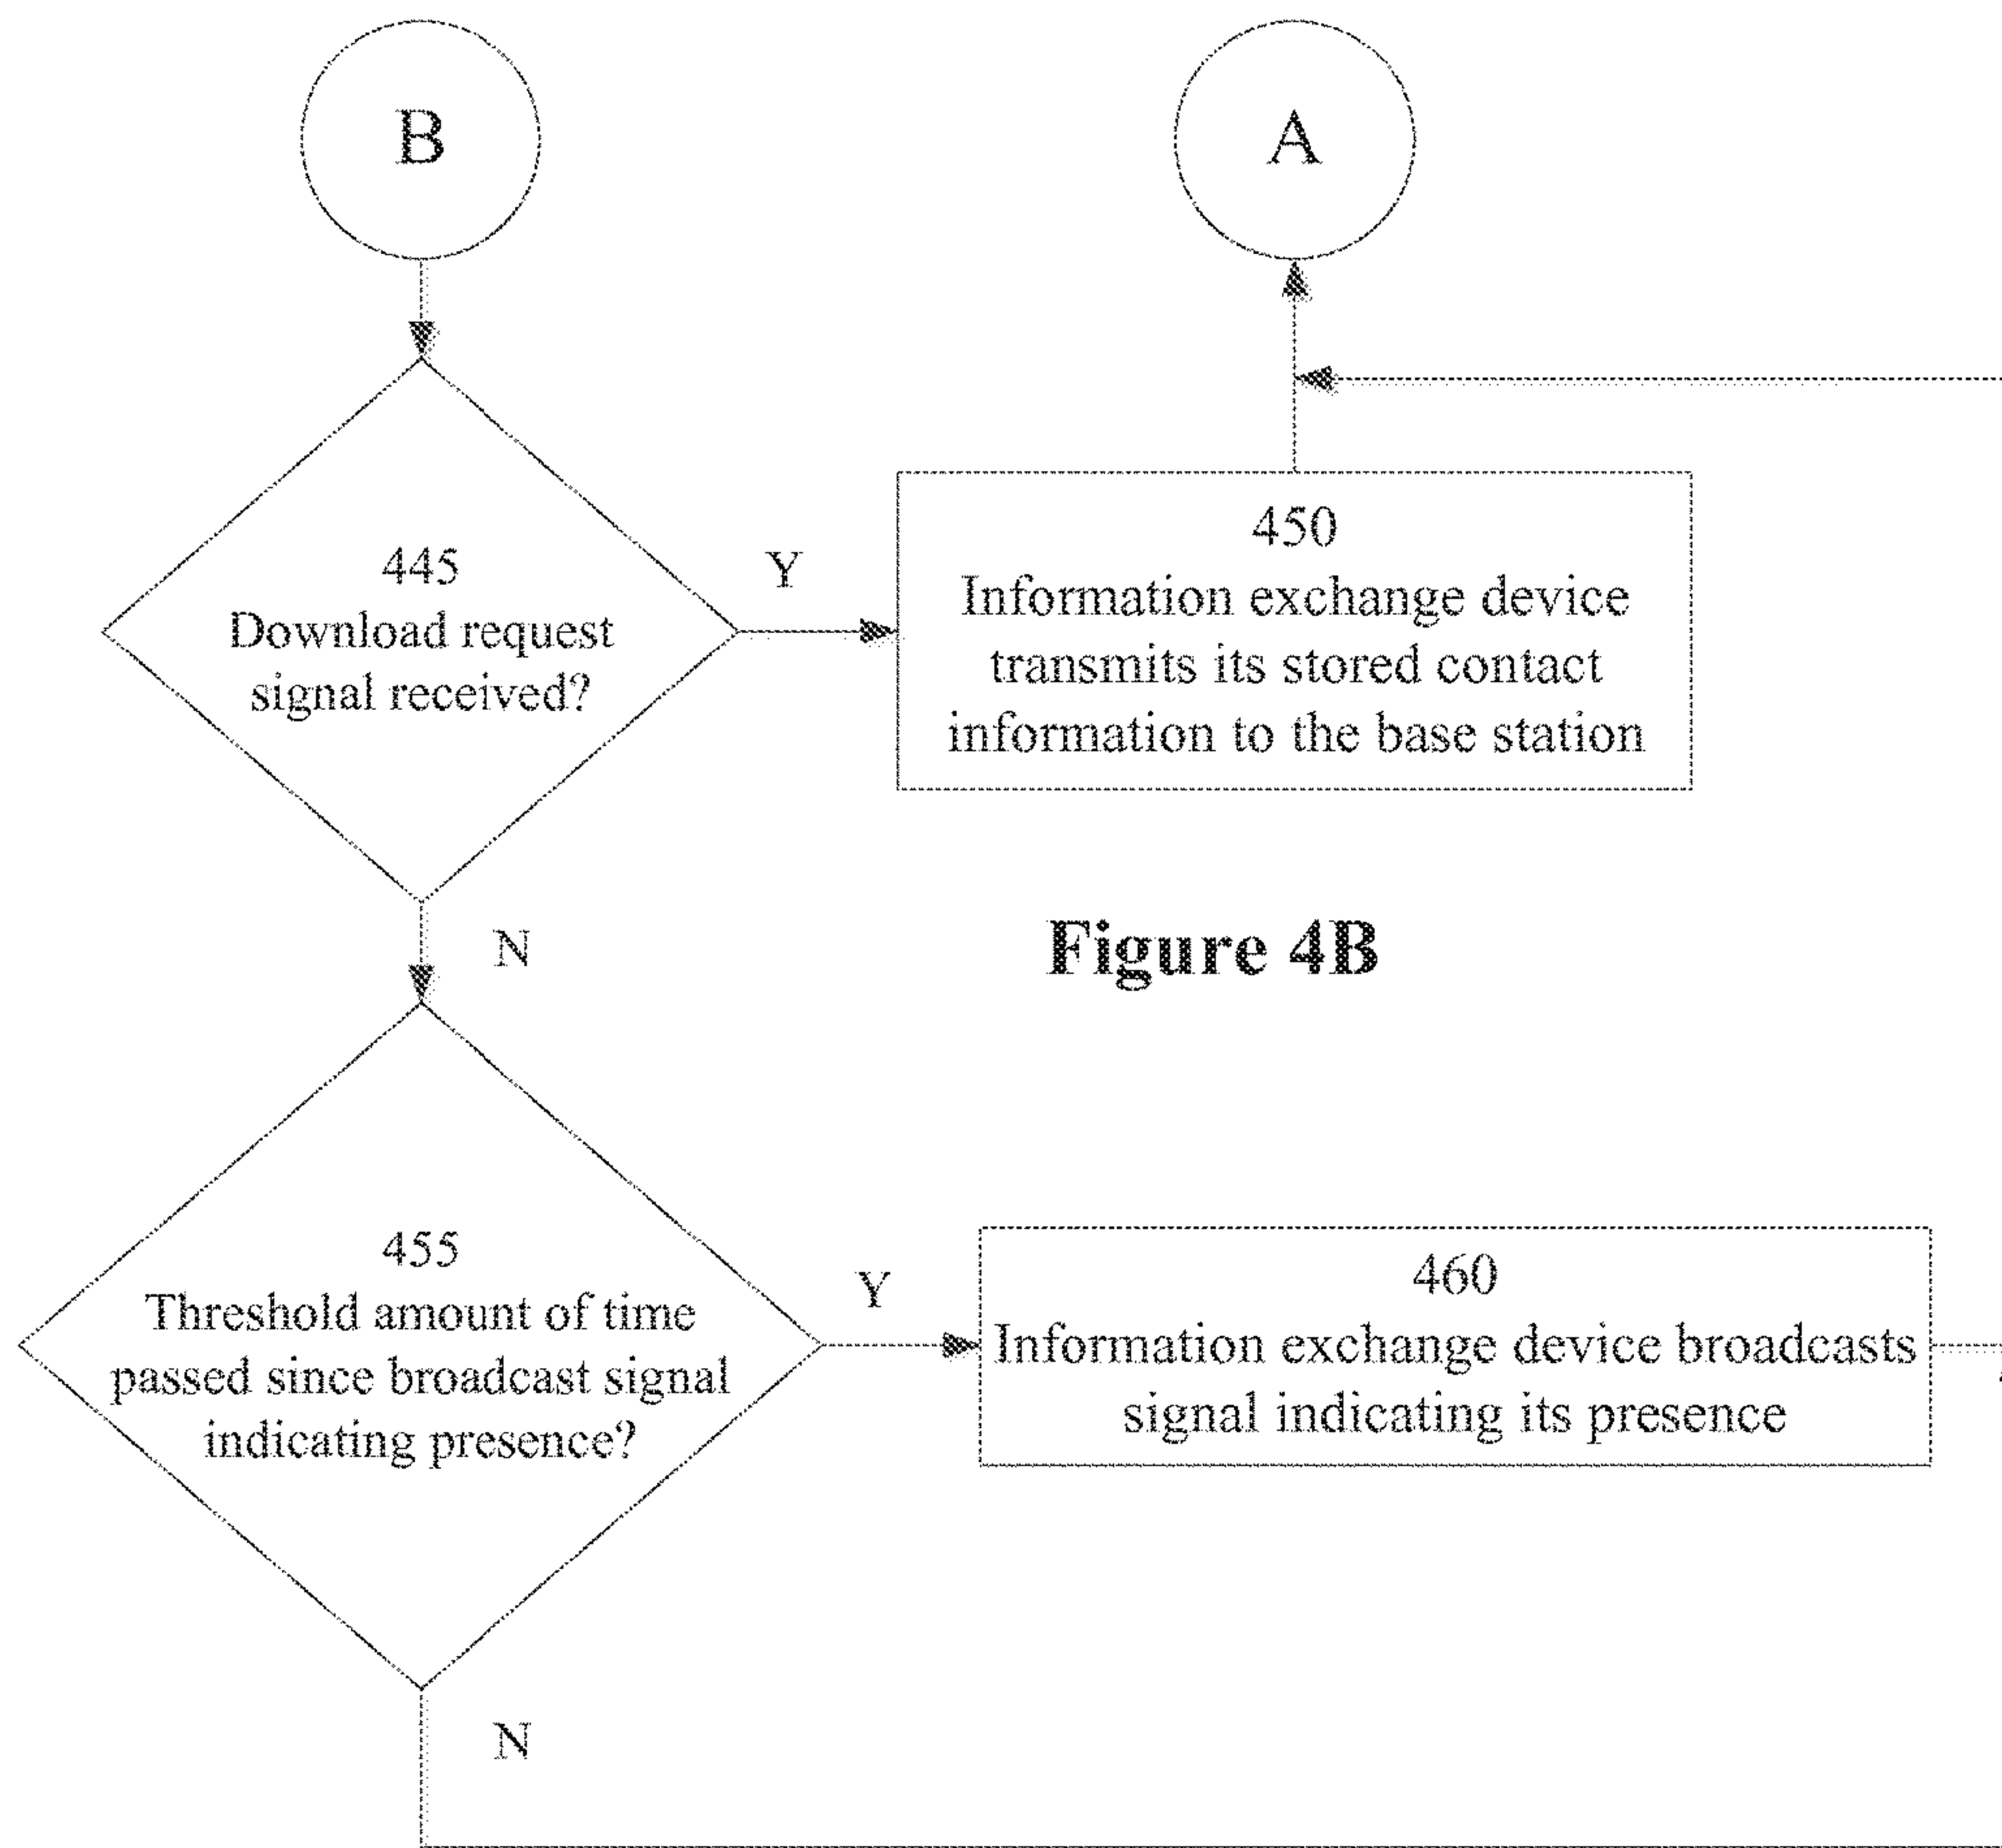 B
A
445
Download request
signal received?
Y
450
Information exchange device
transmits its stored contact
information to the base station
N
Figure 4B
455
Threshold amount of time
passed since broadcast signal
indicating presence?
Y
460
Information exchange device broadcasts
signal indicating its presence
N